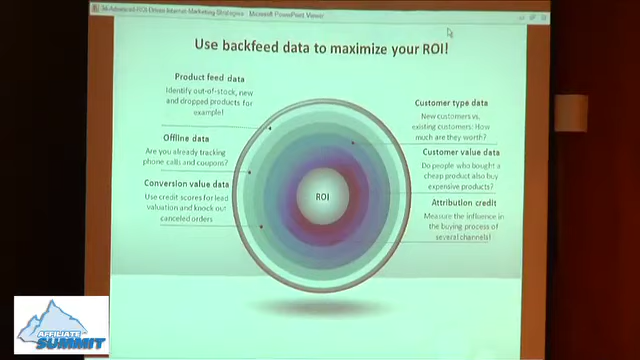 34-Advanced-ROI-Driven-Internet-Marketing-Strategies - Microsoft PowerPoint Viewer
Use backfeed data to maximize your ROI!
Product feed data
Identify out-of-stock, new
and dropped products for
example!
Offline data
Are you already tracking
phone calls and coupons?
Conversion value data
Use credit scores for lead
valuation and knock out
canceled orders
ROI
Customer type data
New customers vs.
existing customers: How
much are they worth?
Customer value data
Do people who bought a
cheap product also buy
expensive products?
Attribution credit
Measure the influence in
the buying process of
several channels!
AFFILIATE
SUMMIT